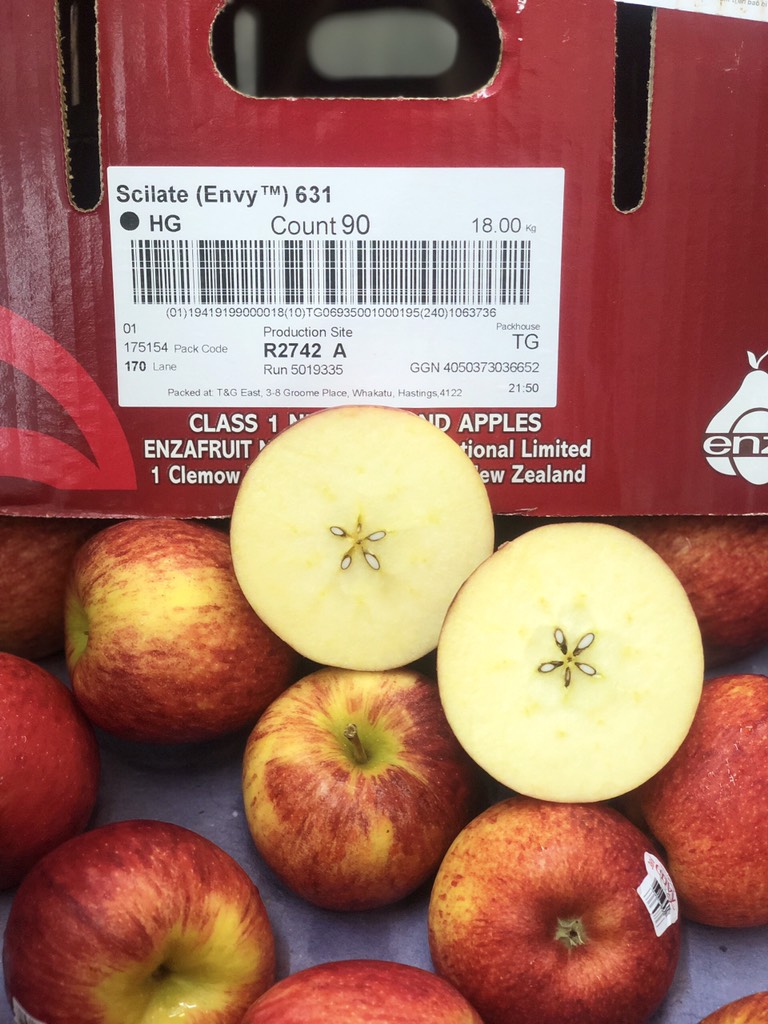 Scilate (Envy™) 631
HG Count 90 18.00 Kg
(01)19419199000018(10)TG06935001000195(240)1063736
01 Production Site Packhouse
175154 Pack Code R2742 A TG
170 Lane Run 5019335 GGN 4050373036652
Packed at: T&G East, 3-8 Groome Place, Whakatu, Hastings,4122 21:50
CLASS 1 N ND APPLES
ENZAFRUIT N tional Limited
1 Clemow ew Zealand
enz